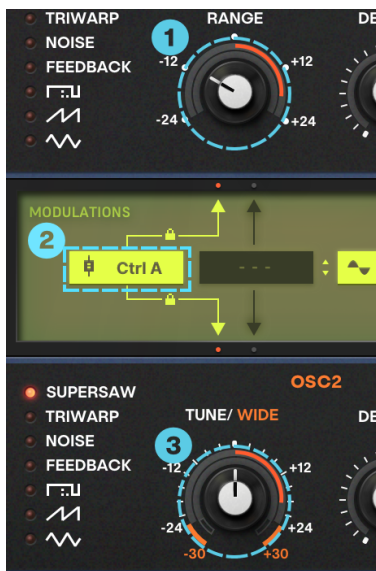 TRIWARP
RANGE
DE
NOISE
1
FEEDBACK
-12
+12
-24
+24
MODULATIONS
2
Ctrl A
- - -
OSC2
SUPERSAW
TRIWARP
TUNE/ WIDE
DE
NOISE
3
FEEDBACK
-12
+12
-24
+24
-30
+30